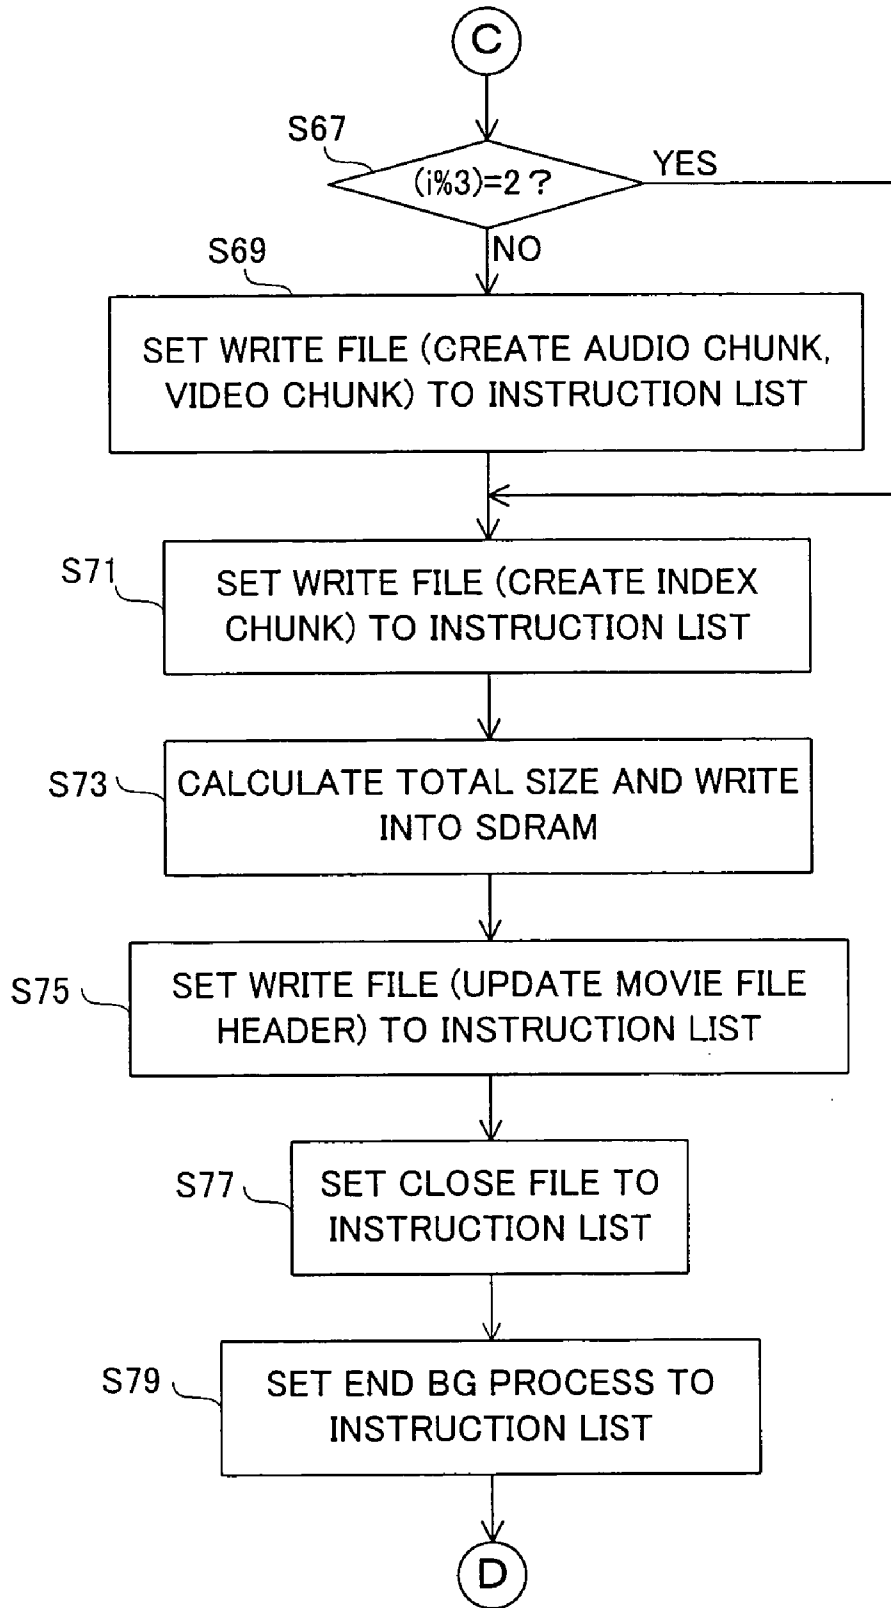 C
S67
(i%3)=2?
YES
NO
S69
SET WRITE FILE (CREATE AUDIO CHUNK,
VIDEO CHUNK) TO INSTRUCTION LIST
S71
SET WRITE FILE (CREATE INDEX
CHUNK) TO INSTRUCTION LIST
S73
CALCULATE TOTAL SIZE AND WRITE
INTO SDRAM
S75
SET WRITE FILE (UPDATE MOVIE FILE
HEADER) TO INSTRUCTION LIST
S77
SET CLOSE FILE TO
INSTRUCTION LIST
S79
SET END BG PROCESS TO
INSTRUCTION LIST
D